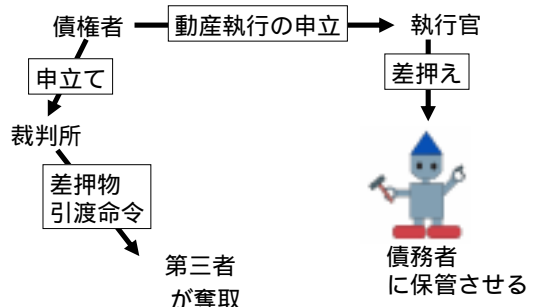 債権者
動産執行の申立
執行官
申立て
差押え
裁判所
差押物
引渡命令
第三者
が奪取
債務者
に保管させる